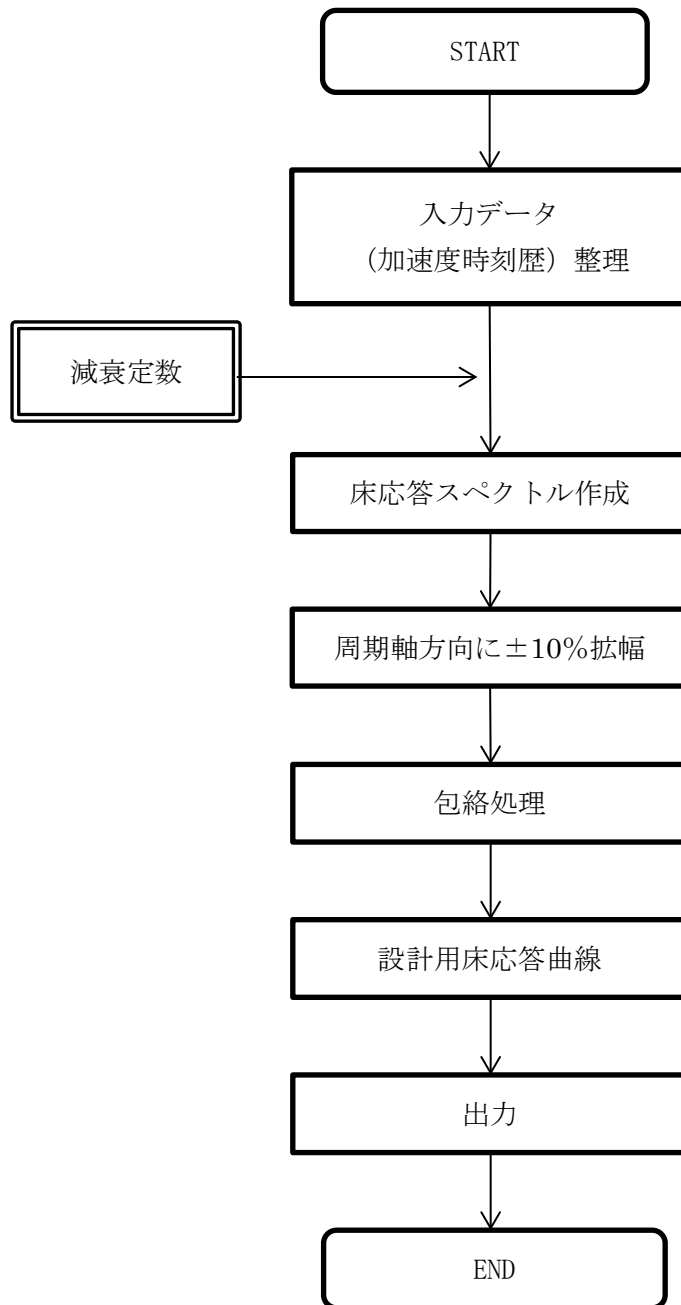 START
入力データ
（加速度時刻歴）整理
減衰定数
床応答スペクトル作成
周期軸方向に±10％拡幅
包絡処理
設計用床応答曲線
出力
END